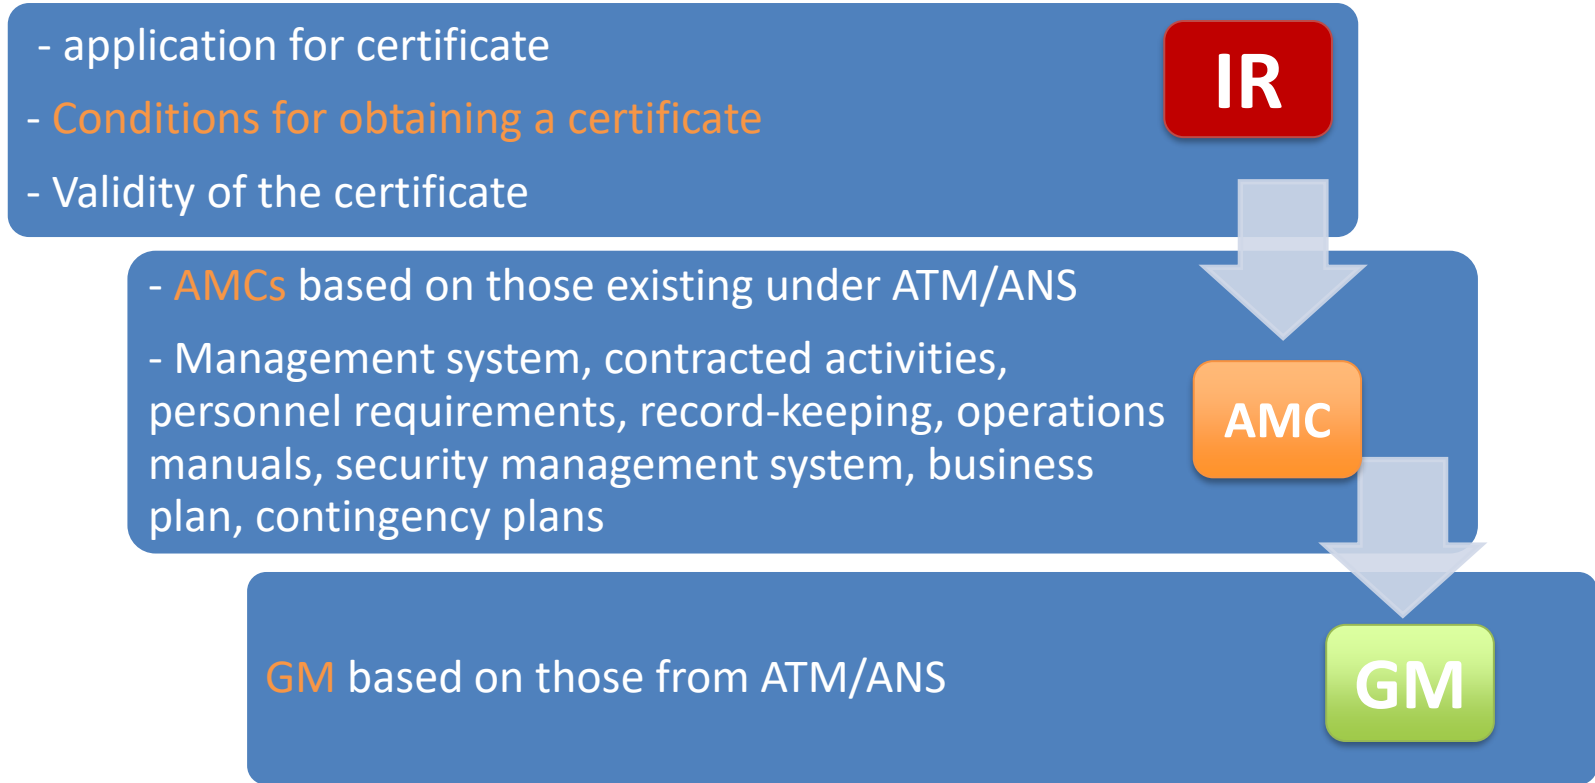 - application for certificate
IR
- Conditions for obtaining a certificate
- Validity of the certificate
- AMCs based on those existing under ATM/ANS
- Management system, contracted activities,
personnel requirements, record-keeping, operations
manuals, security management system, business
plan, contingency plans
AMC
GM based on those from ATM/ANS
GM